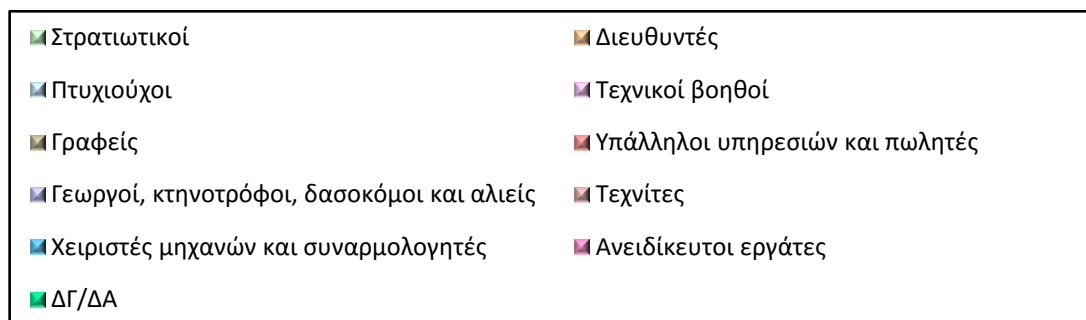 Στρατιωτικοί
Διευθυντές
Πτυχιούχοι
Τεχνικοί βοηθοί
Γραφείς
Υπάλληλοι υπηρεσιών και πωλητές
Γεωργοί, κτηνοτρόφοι, δασοκόμοι και αλιείς
Τεχνίτες
Χειριστές μηχανών και συναρμολογητές
Ανειδίκευτοι εργάτες
ΔΓ/ΔΑ